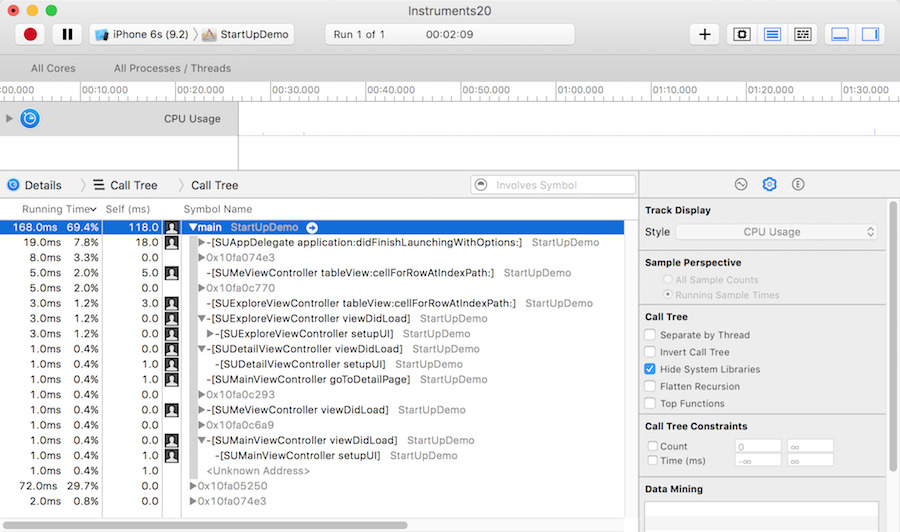 Instruments20
iPhone 6s (9.2) StartUpDemo Run 1 of 1 00:02:09
All Cores All Processes / Threads
00.000 00:10.000 00:20.000 00:30.000 00:40.000 00:50.000 01:00.000 01:10.000 01:20.000 01:30.000
CPU Usage
Details Call Tree Call Tree Involves Symbol
Running Time Self (ms) Symbol Name
168.0ms 69.4% 118.0 main StartUpDemo
19.0ms 7.8% 18.0 -[SUAppDelegate application:didFinishLaunchingWithOptions:] StartUpDemo
8.0ms 3.3% 0.0 0x10fa074e3
5.0ms 2.0% 5.0 -[SUMeViewController tableView:cellForRowAtIndexPath:] StartUpDemo
5.0ms 2.0% 0.0 0x10fa0c770
3.0ms 1.2% 3.0 -[SUExploreViewController tableView:cellForRowAtIndexPath:] StartUpDemo
3.0ms 1.2% 0.0 -[SUExploreViewController viewDidLoad] StartUpDemo
3.0ms 1.2% 0.0 -[SUExploreViewController setupUI] StartUpDemo
1.0ms 0.4% 0.0 -[SUDetailViewController viewDidLoad] StartUpDemo
1.0ms 0.4% 1.0 -[SUDetailViewController setupUI] StartUpDemo
1.0ms 0.4% 1.0 -[SUMainViewController goToDetailPage] StartUpDemo
1.0ms 0.4% 0.0 0x10fa0c293
1.0ms 0.4% 0.0 -[SUMeViewController viewDidLoad] StartUpDemo
1.0ms 0.4% 0.0 0x10fa0c6a9
1.0ms 0.4% 0.0 -[SUMainViewController viewDidLoad] StartUpDemo
1.0ms 0.4% 1.0 -[SUMainViewController setupUI] StartUpDemo
1.0ms 0.4% 1.0 <Unknown Address>
72.0ms 29.7% 0.0 0x10fa05250
2.0ms 0.8% 0.0 0x10fa074e3
E
Track Display
Style CPU Usage
Sample Perspective
All Sample Counts
Running Sample Times
Call Tree
Separate by Thread
Invert Call Tree
Hide System Libraries
Flatten Recursion
Top Functions
Call Tree Constraints
Count 0 ∞
Time (ms) -∞ ∞
Data Mining